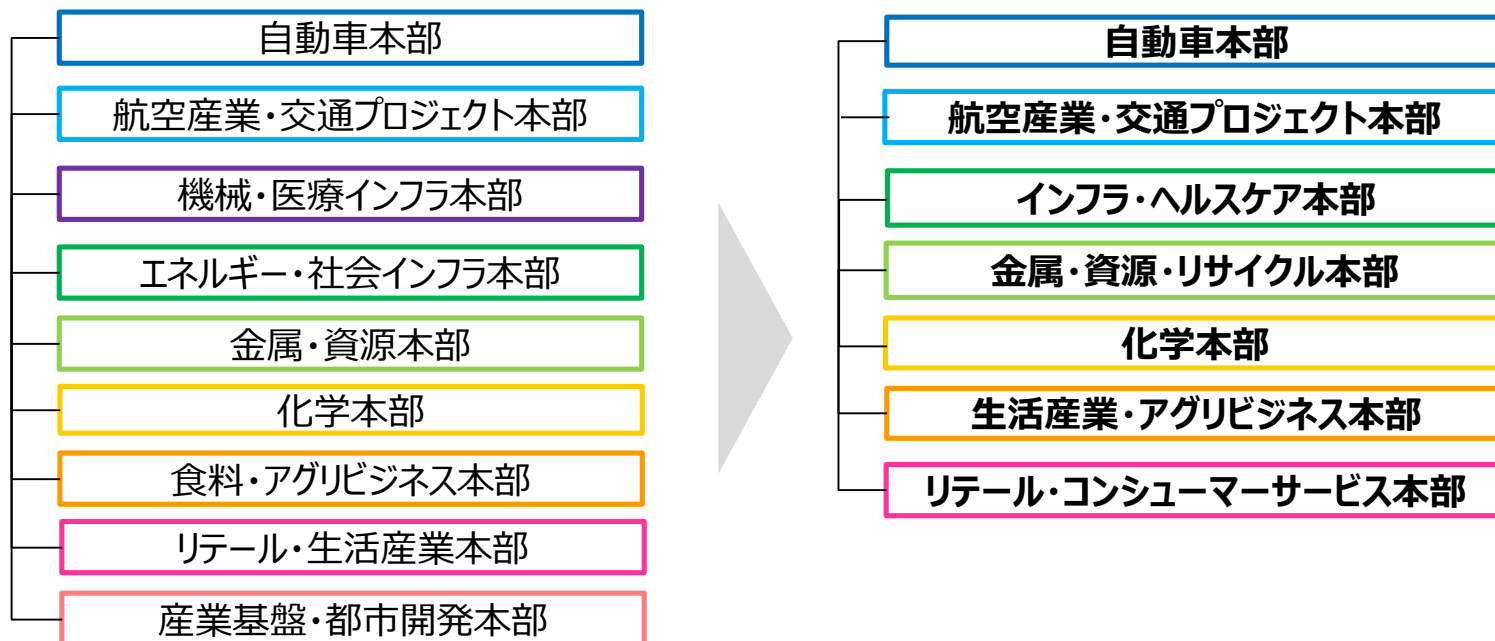 自動車本部
航空産業・交通プロジェクト本部
機械・医療インフラ本部
エネルギー・社会インフラ本部
金属・資源本部
化学本部
食料・アグリビジネス本部
リテール・生活産業本部
産業基盤・都市開発本部
自動車本部
航空産業・交通プロジェクト本部
インフラ・ヘルスケア本部
金属・資源・リサイクル本部
化学本部
生活産業・アグリビジネス本部
リテール・コンシューマーサービス本部